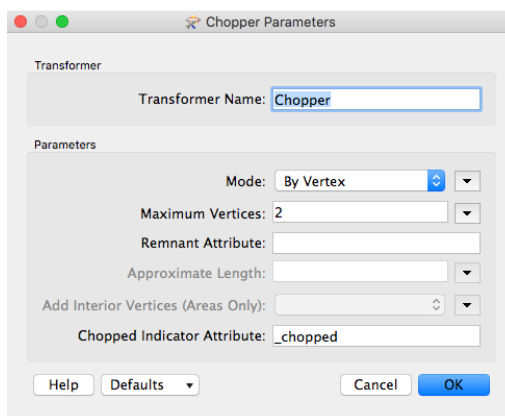 Chopper Parameters
Transformer
Transformer Name: Chopper
Parameters
Mode: By Vertex
Maximum Vertices: 2
Remnant Attribute:
Approximate Length:
Add Interior Vertices (Areas Only):
Chopped Indicator Attribute: _chopped
Help Defaults Cancel OK